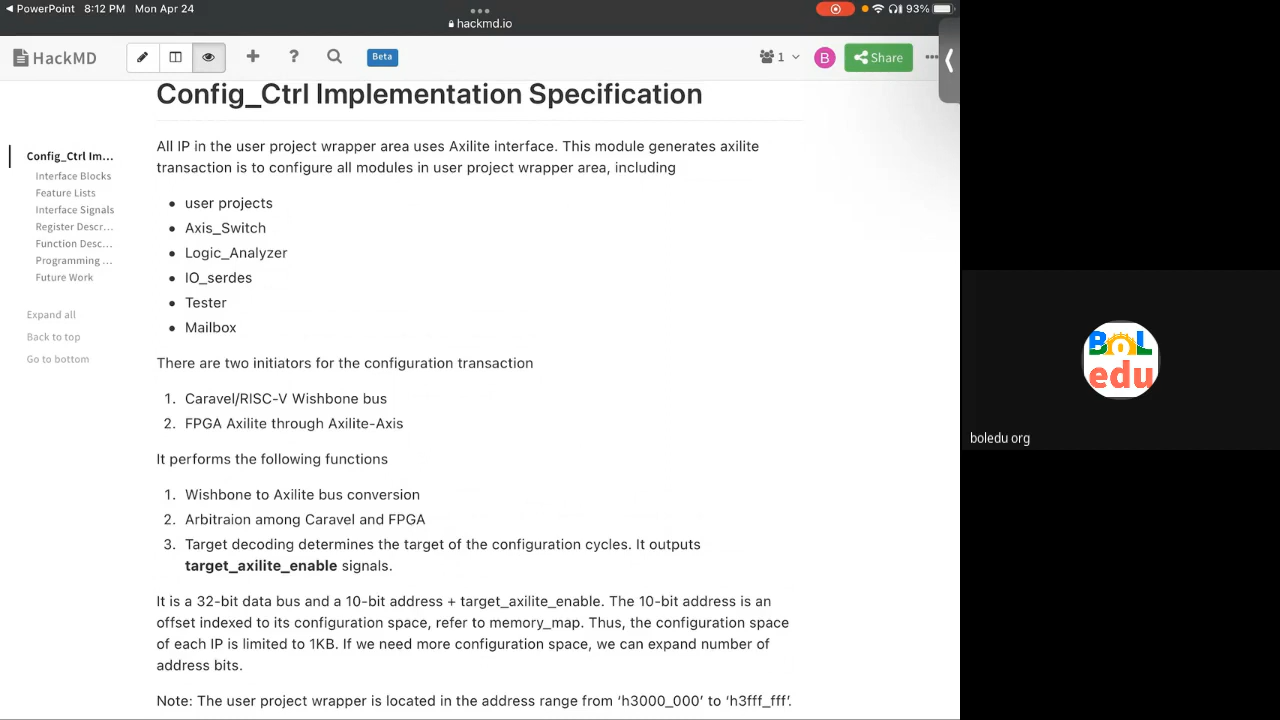 PowerPoint 8:12 PM Mon Apr 24
93%
hackmd.io
HackMD
Beta
1
B
Share
Config_Ctrl Implementation Specification
All IP in the user project wrapper area uses Axilite interface. This module generates axilite
transaction is to configure all modules in user project wrapper area, including
Config_Ctrl Im...
Interface Blocks
Feature Lists
Interface Signals
Register Descr...
Function Desc...
Programming ...
Future Work
Expand all
Back to top
Go to bottom
• user projects
• Axis_Switch
• Logic_Analyzer
• IO_serdes
• Tester
• Mailbox
There are two initiators for the configuration transaction
1. Caravel/RISC-V Wishbone bus
2. FPGA Axilite through Axilite-Axis
It performs the following functions
1. Wishbone to Axilite bus conversion
2. Arbitraion among Caravel and FPGA
3. Target decoding determines the target of the configuration cycles. It outputs
target_axilite_enable signals.
It is a 32-bit data bus and a 10-bit address + target_axilite_enable. The 10-bit address is an
offset indexed to its configuration space, refer to memory_map. Thus, the configuration space
of each IP is limited to 1KB. If we need more configuration space, we can expand number of
address bits.
Note: The user project wrapper is located in the address range from ‘h3000_000’ to ‘h3fff_fff’.
BOL
edu
boledu org